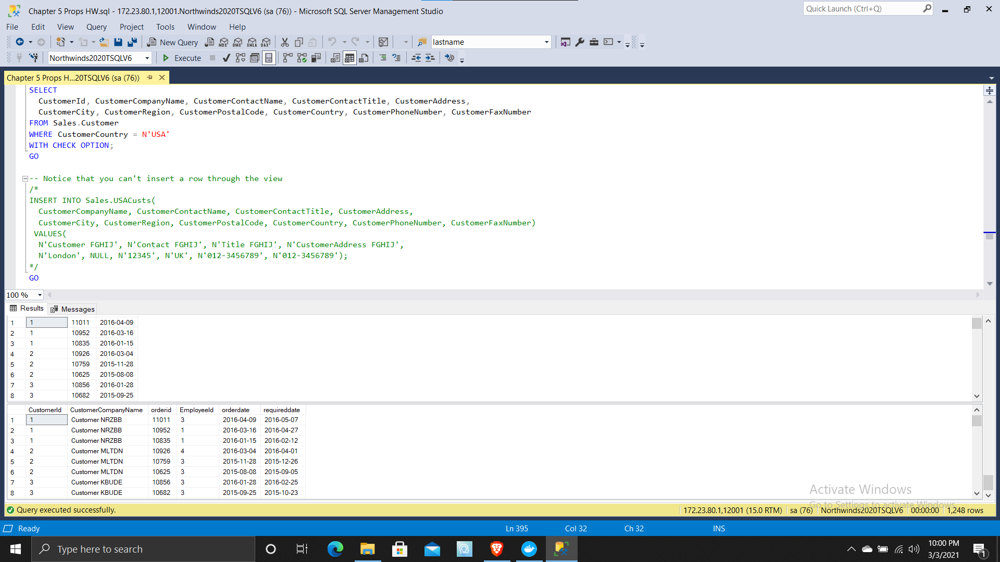 Chapter 5 Props HW.sql - 172.23.80.1,12001.Northwinds2020TSQLV6 (sa (76)) - Microsoft SQL Server Management Studio
Quick Launch (Ctrl+Q)
File Edit View Query Project Tools Window Help
New Query MDX DMX XMLA DAX lastname
Northwinds2020TSQLV6 Execute
Chapter 5 Props H...20TSQLV6 (sa (76))
SELECT
CustomerId, CustomerCompanyName, CustomerContactName, CustomerContactTitle, CustomerAddress,
CustomerCity, CustomerRegion, CustomerPostalCode, CustomerCountry, CustomerPhoneNumber, CustomerFaxNumber
FROM Sales.Customer
WHERE CustomerCountry = N'USA'
WITH CHECK OPTION;
GO
-- Notice that you can't insert a row through the view
/*
INSERT INTO Sales.USACusts(
CustomerCompanyName, CustomerContactName, CustomerContactTitle, CustomerAddress,
CustomerCity, CustomerRegion, CustomerPostalCode, CustomerCountry, CustomerPhoneNumber, CustomerFaxNumber)
VALUES(
N'Customer FGHIJ', N'Contact FGHIJ', N'Title FGHIJ', N'CustomerAddress FGHIJ',
N'London', NULL, N'12345', N'UK', N'012-3456789', N'012-3456789');
*/
GO
100 %
Results Messages
1 1 11011 2016-04-09
2 1 10952 2016-03-16
3 1 10835 2016-01-15
4 2 10926 2016-03-04
5 2 10759 2015-11-28
6 2 10625 2015-08-08
7 3 10856 2016-01-28
8 3 10682 2015-09-25
CustomerId CustomerCompanyName orderid EmployeeId orderdate requireddate
1 1 Customer NRZBB 11011 3 2016-04-09 2016-05-07
2 1 Customer NRZBB 10952 1 2016-03-16 2016-04-27
3 1 Customer NRZBB 10835 1 2016-01-15 2016-02-12
4 2 Customer MLTDN 10926 4 2016-03-04 2016-04-01
5 2 Customer MLTDN 10759 3 2015-11-28 2015-12-26
6 2 Customer MLTDN 10625 3 2015-08-08 2015-09-05
7 3 Customer KBUDE 10856 3 2016-01-28 2016-02-25
8 3 Customer KBUDE 10682 3 2015-09-25 2015-10-23
Activate Windows
Go to Settings to activate Windows.
Query executed successfully. 172.23.80.1,12001 (15.0 RTM) sa (76) Northwinds2020TSQLV6 00:00:00 1,248 rows
Ready Ln 395 Col 32 Ch 32 INS
Type here to search
10:00 PM
3/3/2021
1